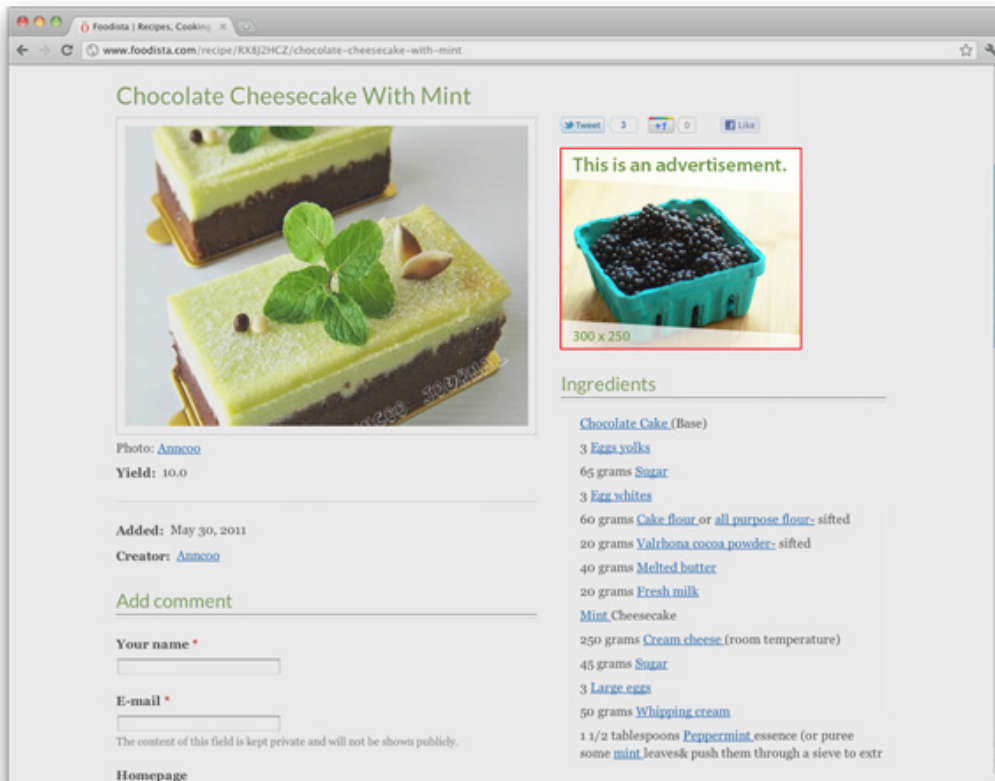 Foodista | Recipes, Cooking
www.foodista.com/recipe/RX8J2HCZ/chocolate-cheesecake-with-mint
Chocolate Cheesecake With Mint
Photo: Anncoo
Yield: 10.0
Added: May 30, 2011
Creator: Anncoo
Add comment
Your name *
E-mail *
The content of this field is kept private and will not be shown publicly.
Homepage
Tweet 3 +1 0 Like
This is an advertisement.
300 x 250
Ingredients
Chocolate Cake (Base)
3 Eggs yolks
65 grams Sugar
3 Egg whites
60 grams Cake flour or all purpose flour- sifted
20 grams Valrhona cocoa powder- sifted
40 grams Melted butter
20 grams Fresh milk
Mint Cheesecake
250 grams Cream cheese (room temperature)
45 grams Sugar
3 Large eggs
50 grams Whipping cream
1 1/2 tablespoons Peppermint essence (or puree
some mint leaves& push them through a sieve to extr